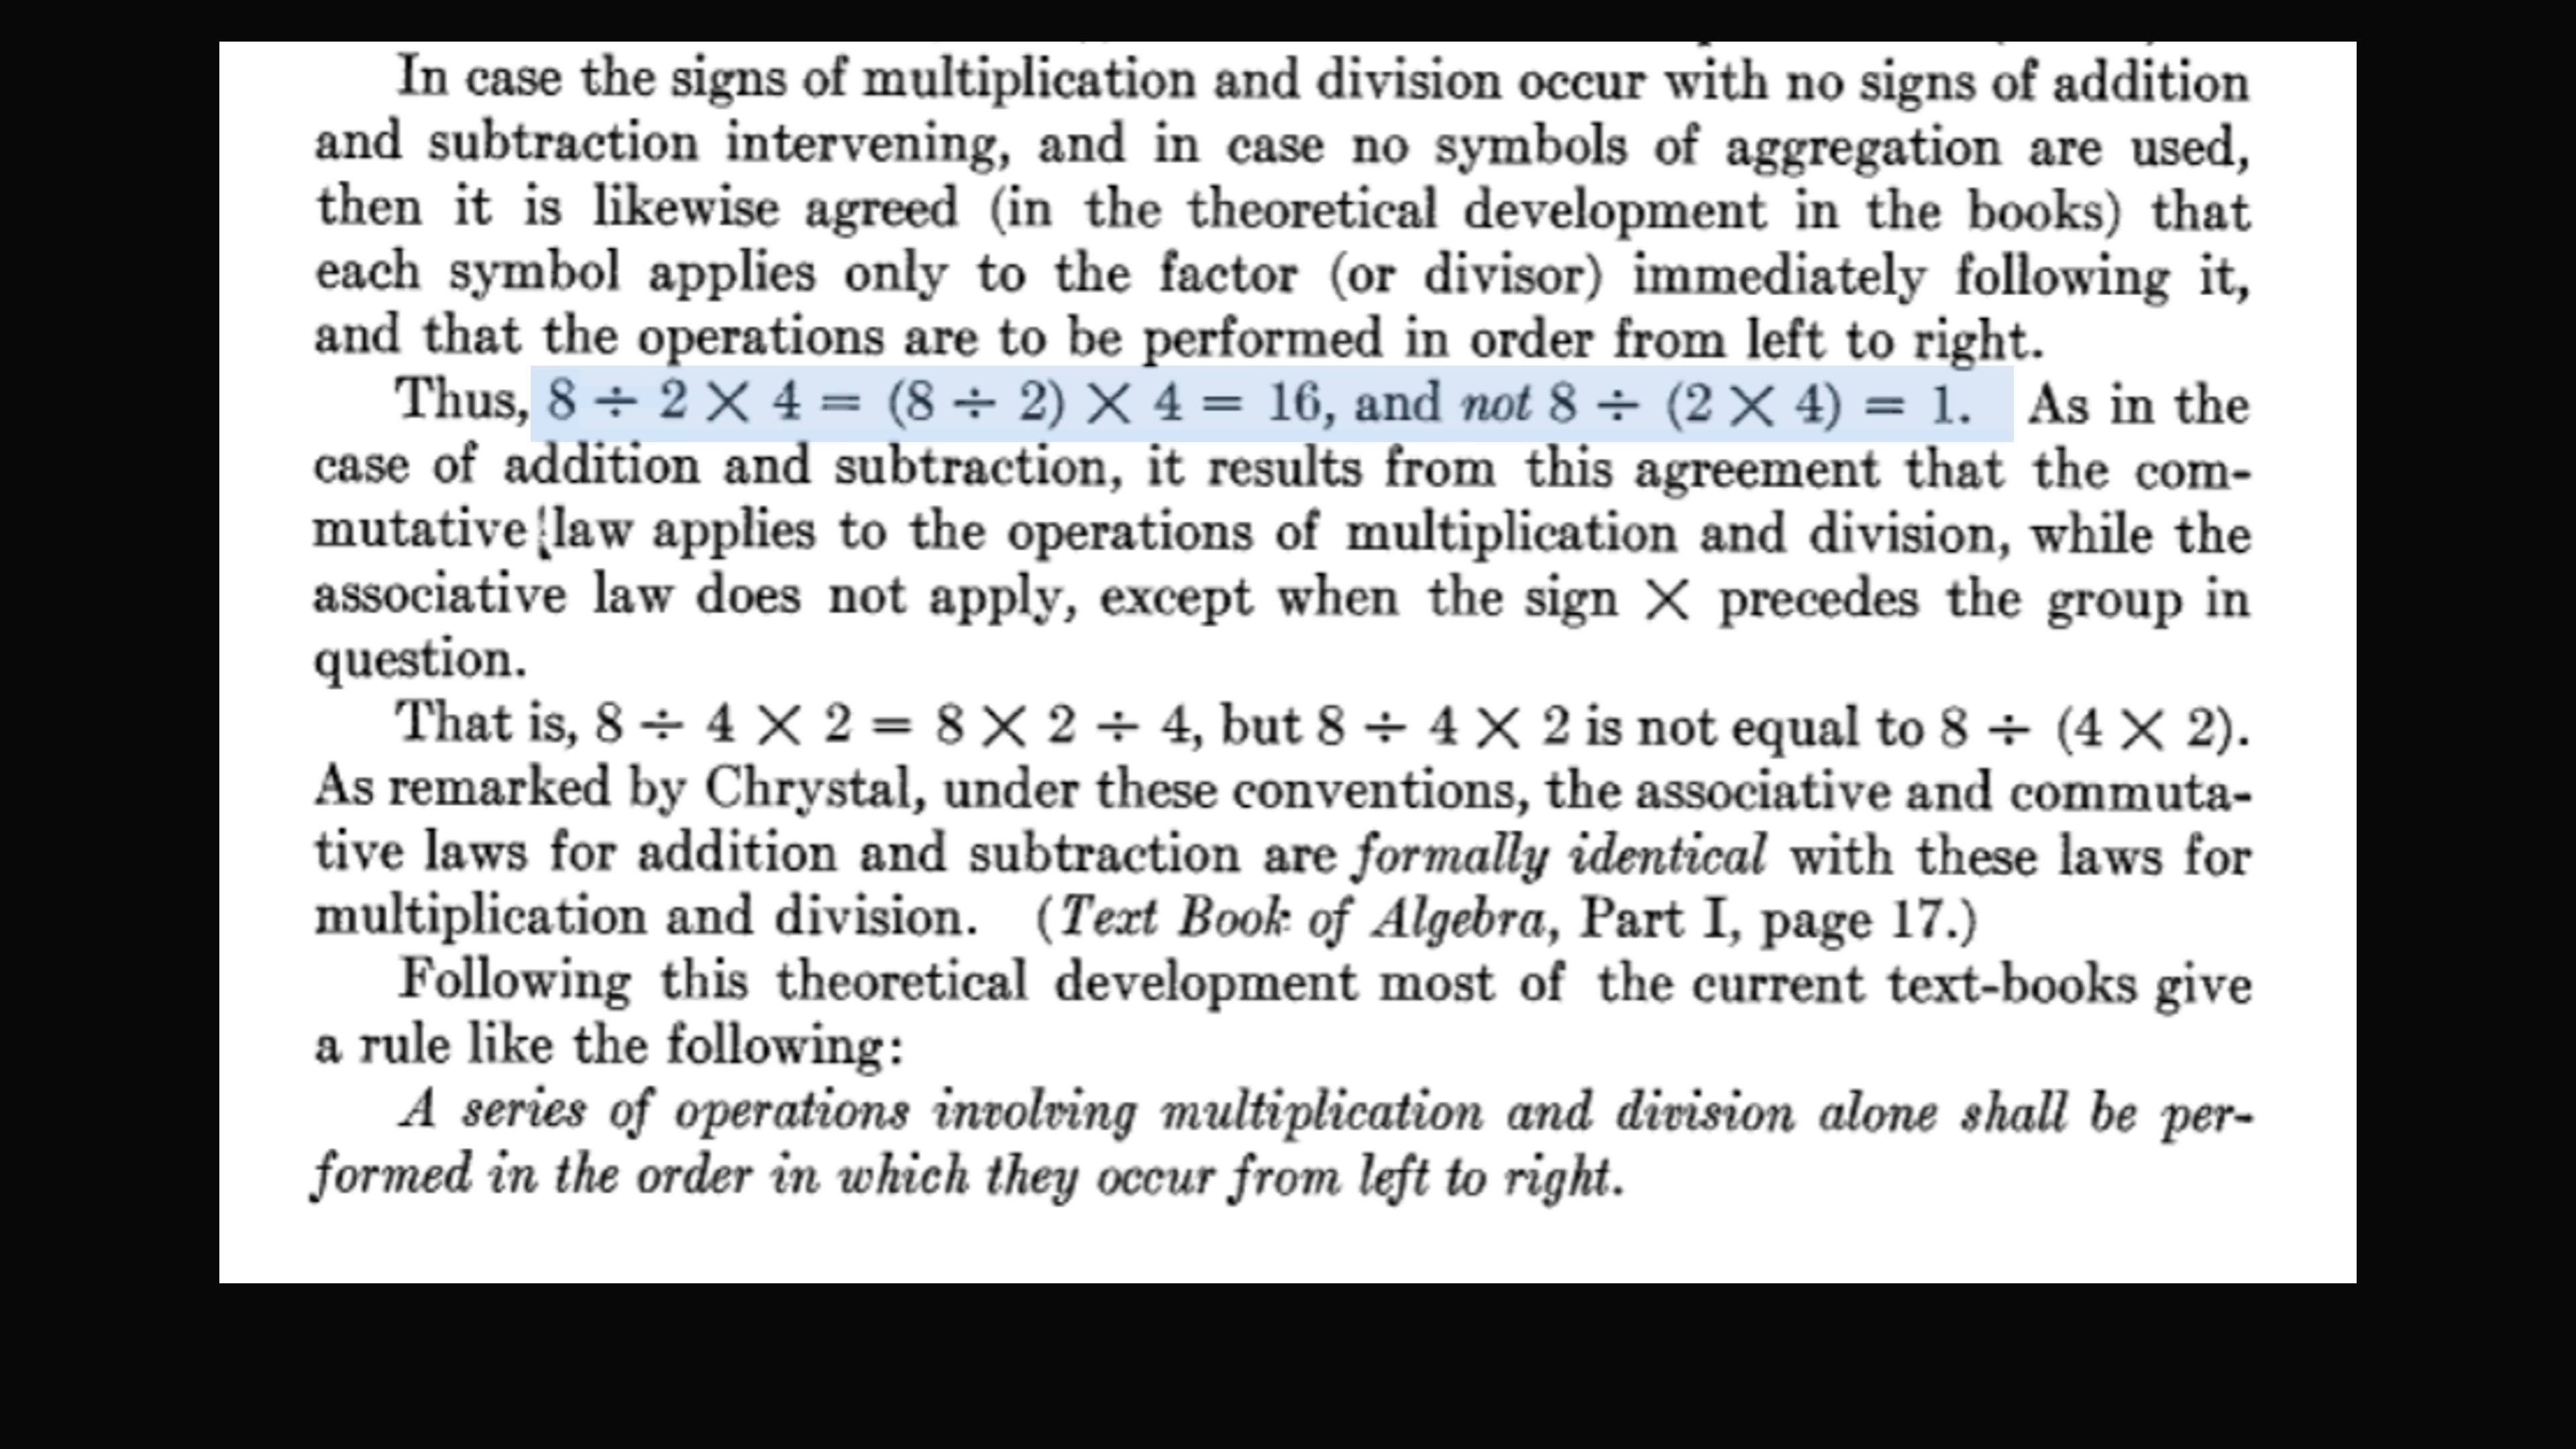 In case the signs of multiplication and division occur with no signs of addition
and subtraction intervening, and in case no symbols of aggregation are used,
then it is likewise agreed (in the theoretical development in the books) that
each symbol applies only to the factor (or divisor) immediately following it,
and that the operations are to be performed in order from left to right.
Thus, 8 ÷ 2 × 4 = (8 ÷ 2) × 4 = 16, and not 8 ÷ (2 × 4) = 1. As in the
case of addition and subtraction, it results from this agreement that the com-
mutative law applies to the operations of multiplication and division, while the
associative law does not apply, except when the sign × precedes the group in
question.
That is, 8 ÷ 4 × 2 = 8 × 2 ÷ 4, but 8 ÷ 4 × 2 is not equal to 8 ÷ (4 × 2).
As remarked by Chrystal, under these conventions, the associative and commuta-
tive laws for addition and subtraction are formally identical with these laws for
multiplication and division. (Text Book of Algebra, Part I, page 17.)
Following this theoretical development most of the current text-books give
a rule like the following:
A series of operations involving multiplication and division alone shall be per-
formed in the order in which they occur from left to right.